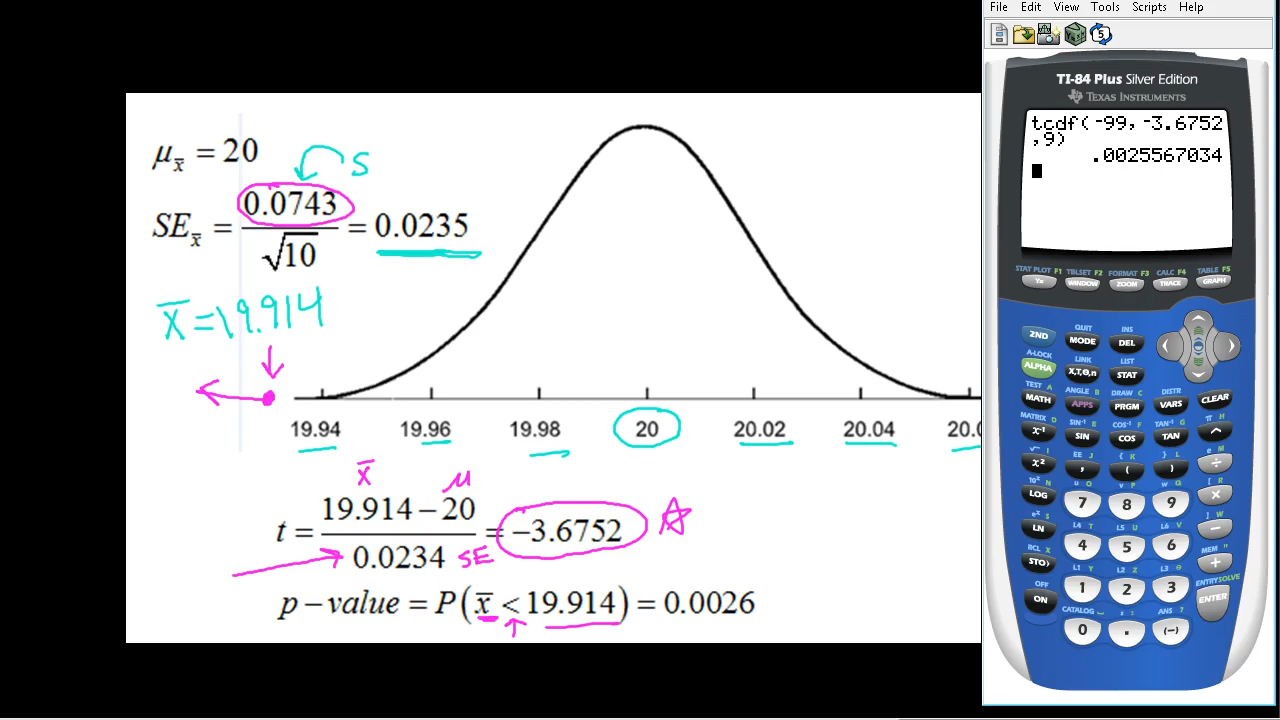 File Edit View Tools Scripts Help
5
TI-84 Plus Silver Edition
TEXAS INSTRUMENTS
tcdf(-99,-3.6752
,9)
.0025567034
μx̄ = 20
S
SEx̄ = 0.0743 / √10 = 0.0235
x̄=19.914
19.94 19.96 19.98 20 20.02 20.04 20.0
x̄ μ
t = 19.914 − 20 / 0.0234 = −3.6752
SE
p − value = P(x̄ < 19.914) = 0.0026
STAT PLOT F1 TBLSET F2 FORMAT F3 CALC F4 TABLE F5
Y= WINDOW ZOOM TRACE GRAPH
QUIT INS
2ND MODE DEL
A-LOCK LINK LIST
ALPHA X,T,Θ,n STAT
TEST A ANGLE B DRAW C DISTR
MATH APPS PRGM VARS CLEAR
MATRIX D SIN⁻¹ E COS⁻¹ F TAN⁻¹ G π H
x⁻¹ SIN COS TAN ^
√ I EE J { K } L e M
x² , ( ) ÷
10ˣ N u O v P w Q [ R
LOG 7 8 9 ×
eˣ S L4 T L5 U L6 V ] W
LN 4 5 6 −
RCL X L1 Y L2 Z L3 θ MEM "
STO▸ 1 2 3 +
OFF CATALOG ⎵ i : ANS ? ENTRY SOLVE
ON 0 . (−) ENTER